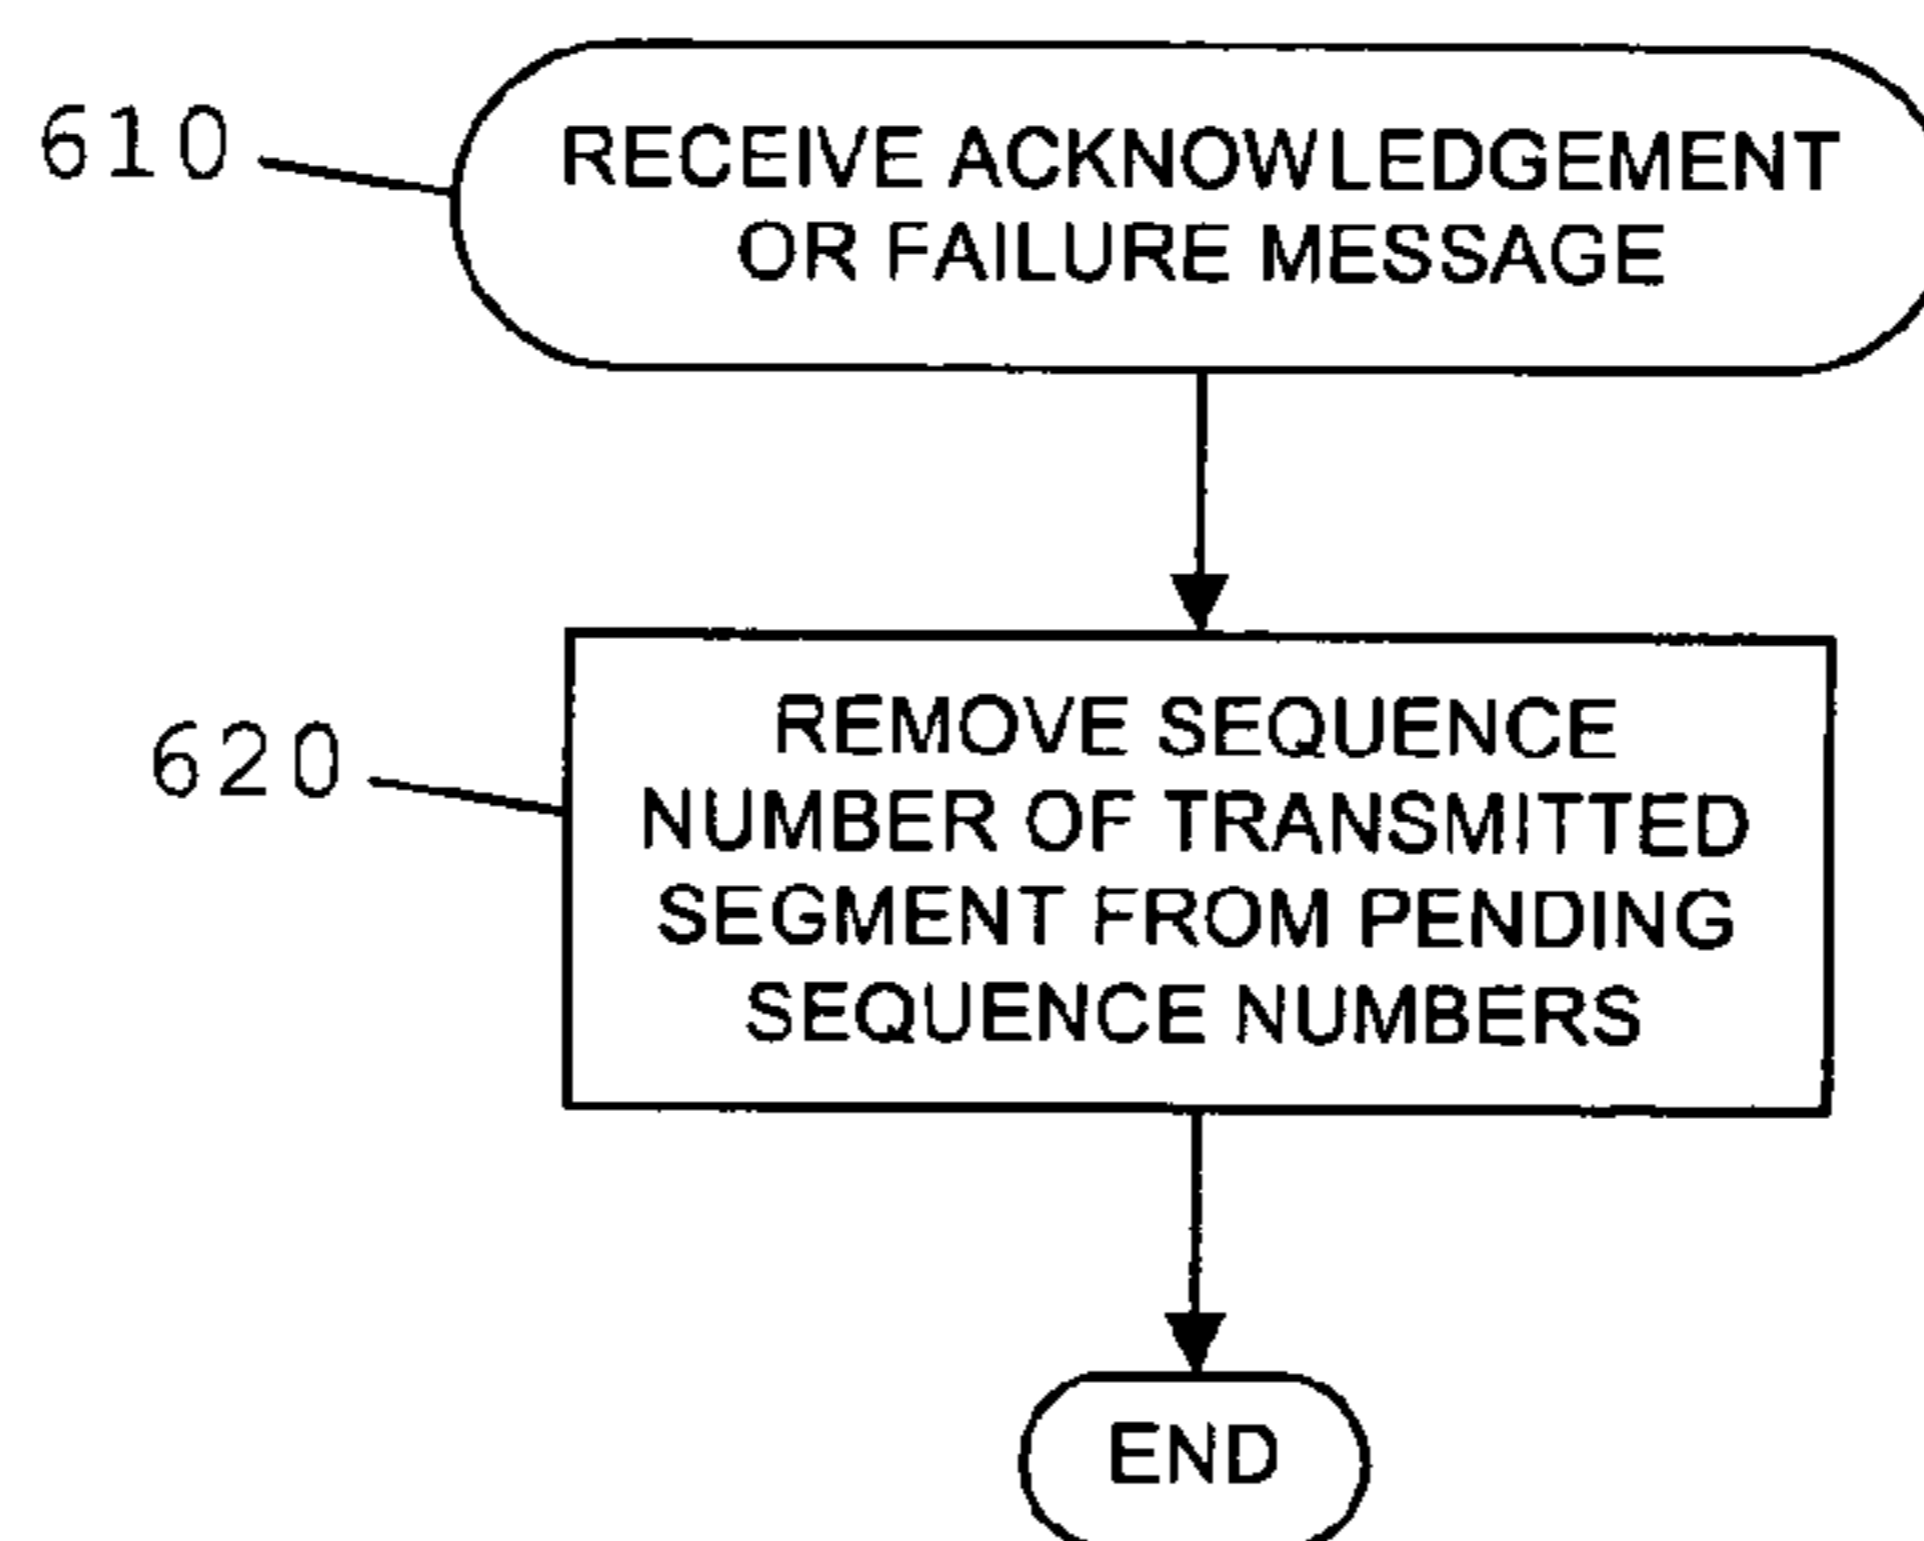 610
RECEIVE ACKNOWLEDGEMENT
OR FAILURE MESSAGE
620
REMOVE SEQUENCE
NUMBER OF TRANSMITTED
SEGMENT FROM PENDING
SEQUENCE NUMBERS
END